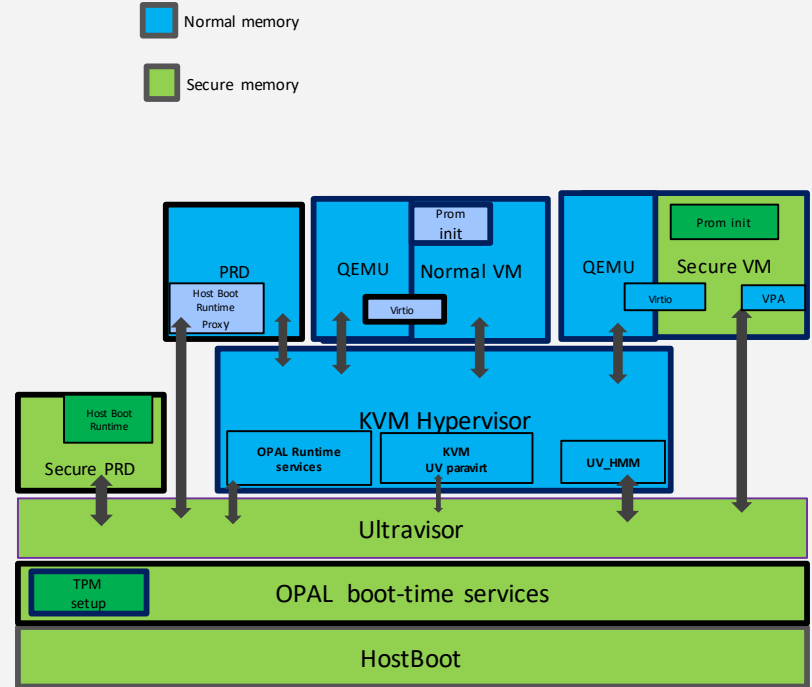 Normal memory
Secure memory
PRD
Host Boot
Runtime
Proxy
QEMU
Prom
init
Normal VM
Virtio
QEMU
Prom init
Secure VM
Virtio
VPA
KVM Hypervisor
OPAL Runtime
services
KVM
UV paravirt
UV_HMM
Host Boot
Runtime
Secure PRD
Ultravisor
TPM
setup
OPAL boot-time services
HostBoot